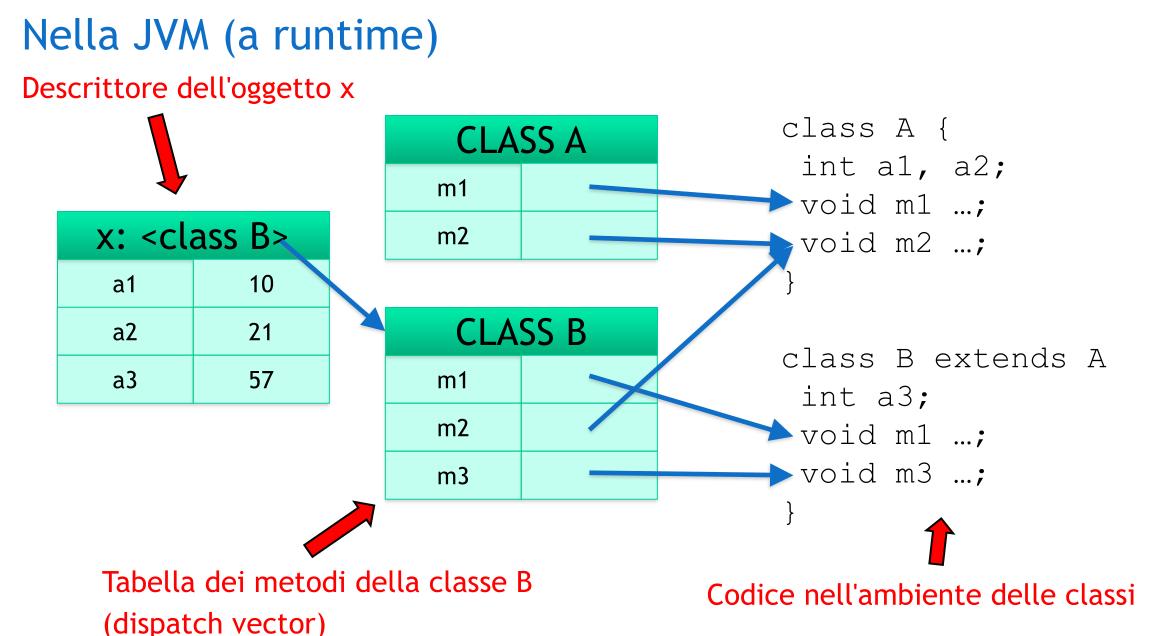 Nella JVM (a runtime)
Descrittore dell'oggetto x
x: <class B>
a1 10
a2 21
a3 57
CLASS A
m1
m2
CLASS B
m1
m2
m3
class A {
int a1, a2;
void m1 …;
void m2 …;
}
class B extends A
int a3;
void m1 …;
void m3 …;
}
Tabella dei metodi della classe B
(dispatch vector)
Codice nell'ambiente delle classi